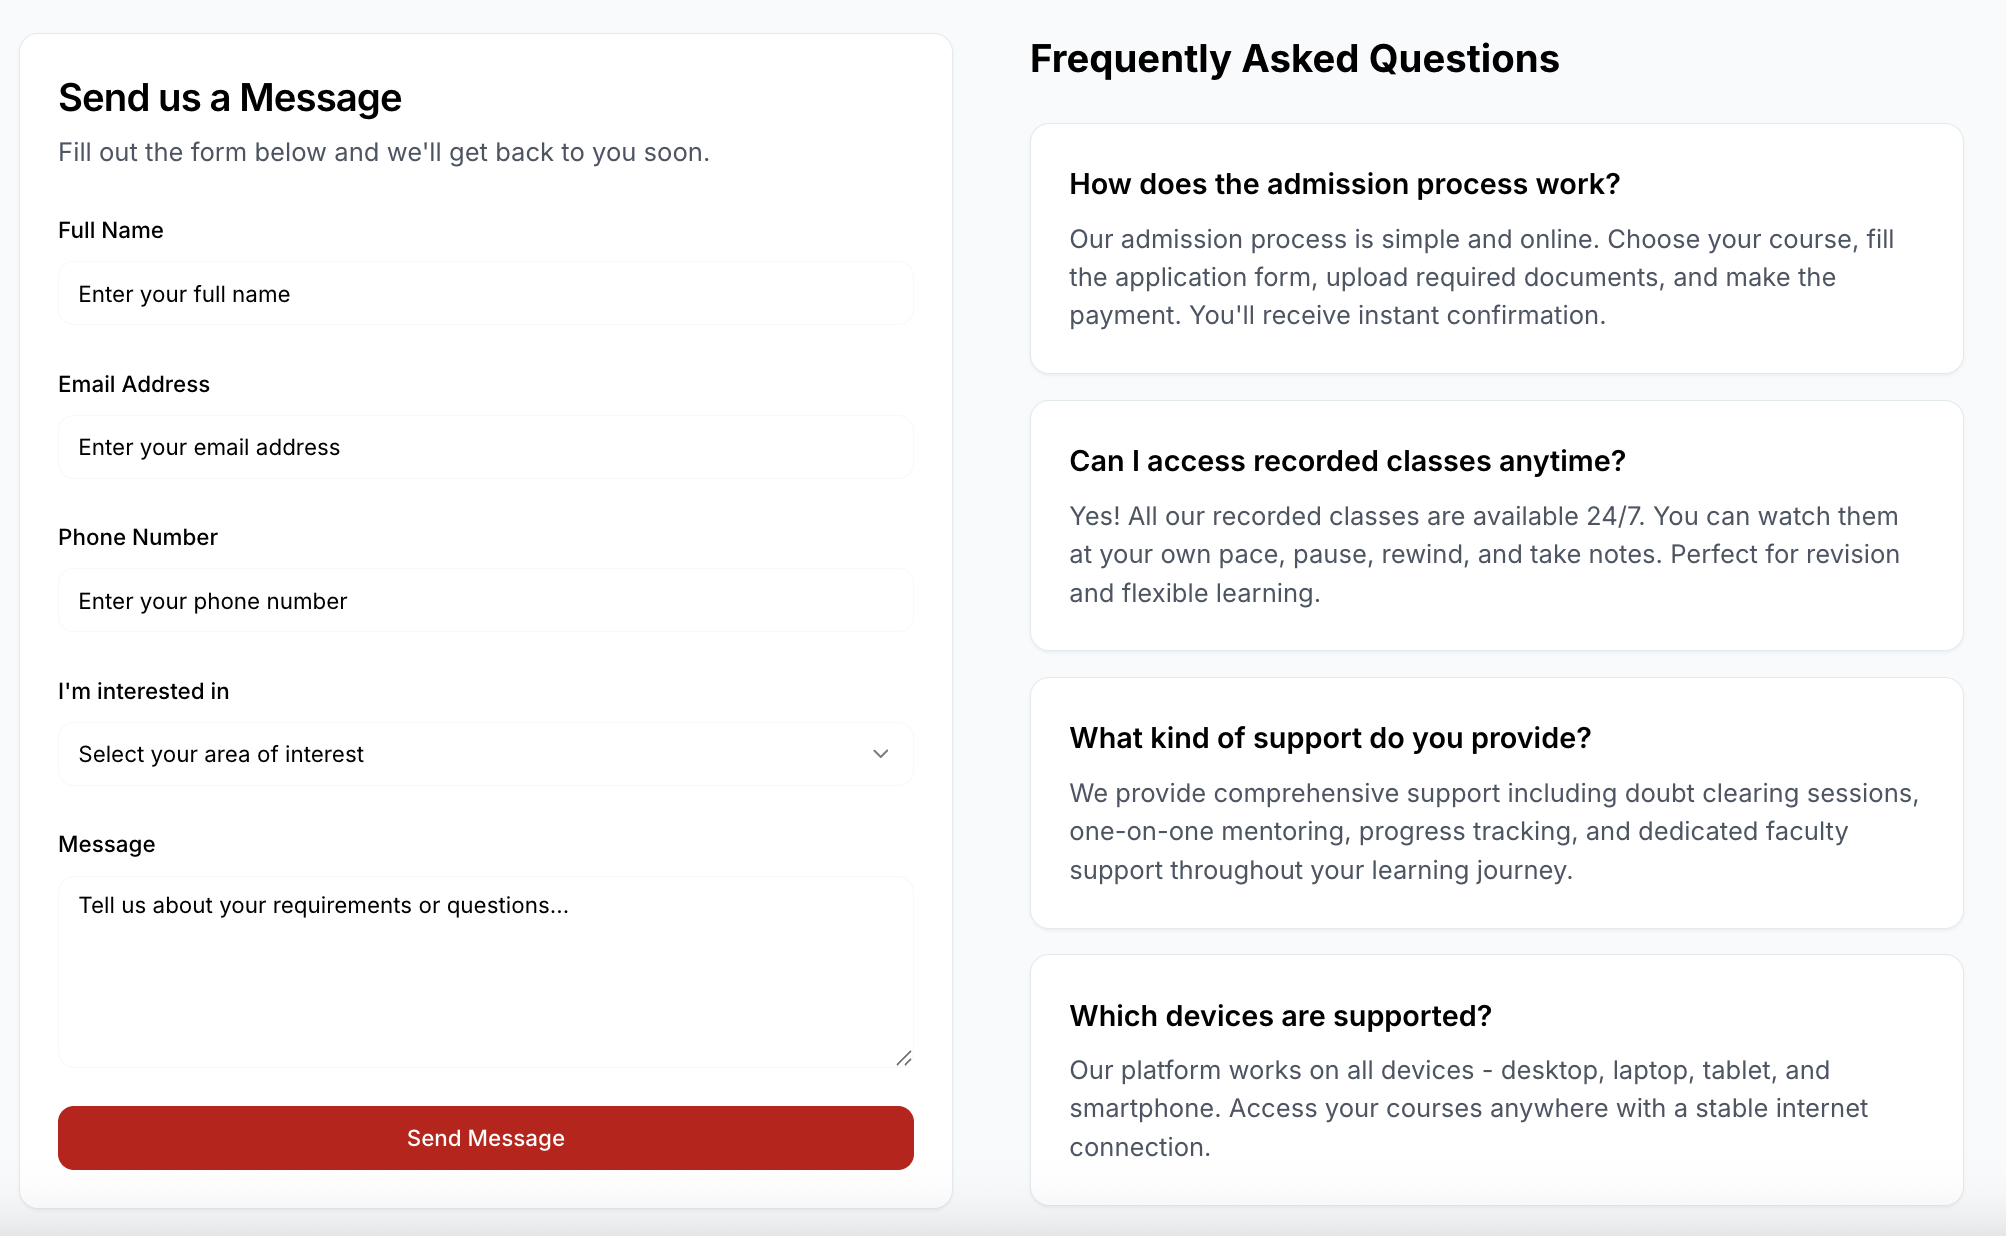 Send us a Message
Fill out the form below and we'll get back to you soon.
Full Name
Enter your full name
Email Address
Enter your email address
Phone Number
Enter your phone number
I'm interested in
Select your area of interest
Message
Tell us about your requirements or questions...
Send Message
Frequently Asked Questions
How does the admission process work?
Our admission process is simple and online. Choose your course, fill
the application form, upload required documents, and make the
payment. You'll receive instant confirmation.
Can I access recorded classes anytime?
Yes! All our recorded classes are available 24/7. You can watch them
at your own pace, pause, rewind, and take notes. Perfect for revision
and flexible learning.
What kind of support do you provide?
We provide comprehensive support including doubt clearing sessions,
one-on-one mentoring, progress tracking, and dedicated faculty
support throughout your learning journey.
Which devices are supported?
Our platform works on all devices - desktop, laptop, tablet, and
smartphone. Access your courses anywhere with a stable internet
connection.